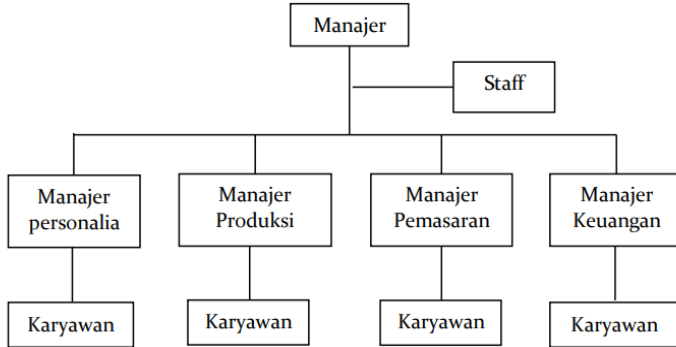 Manajer
Staff
Manajer
personalia
Manajer
Produksi
Manajer
Pemasaran
Manajer
Keuangan
Karyawan
Karyawan
Karyawan
Karyawan